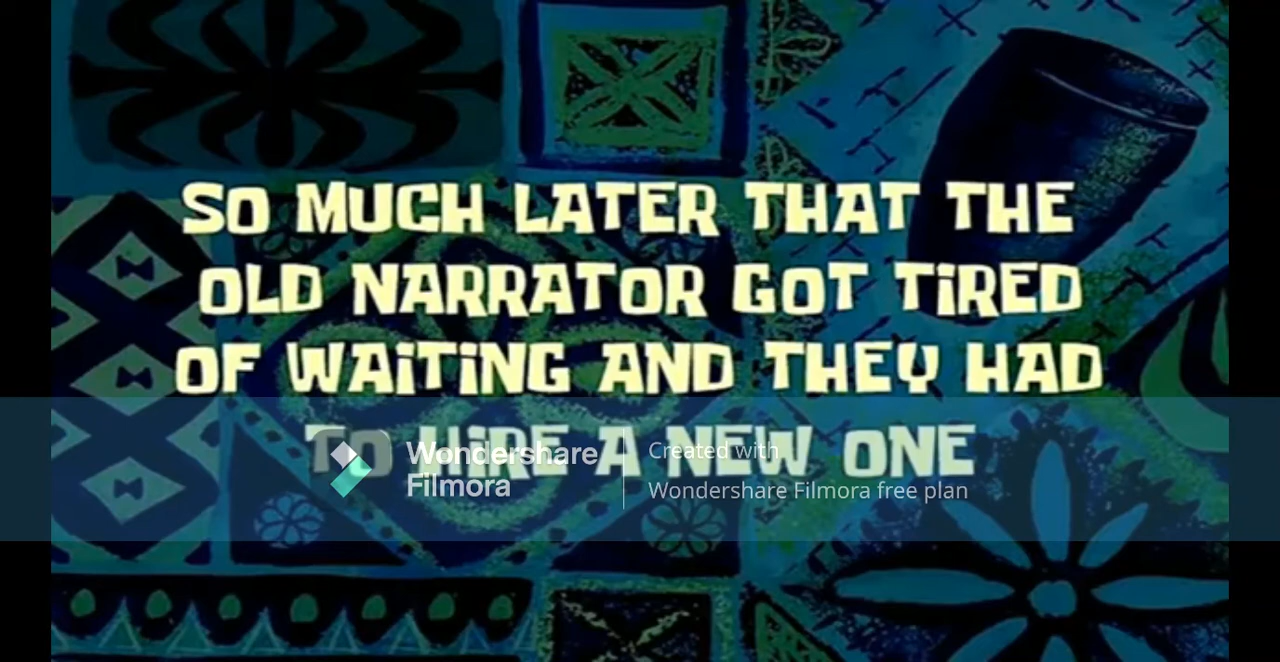 SO MUCH LATER THAT THE
OLD NARRATOR GOT TiRED
OF WAiTiNG AND THEY HAD
TO HiRE A NEW ONE
Wondershare
Filmora
Created with
Wondershare Filmora free plan